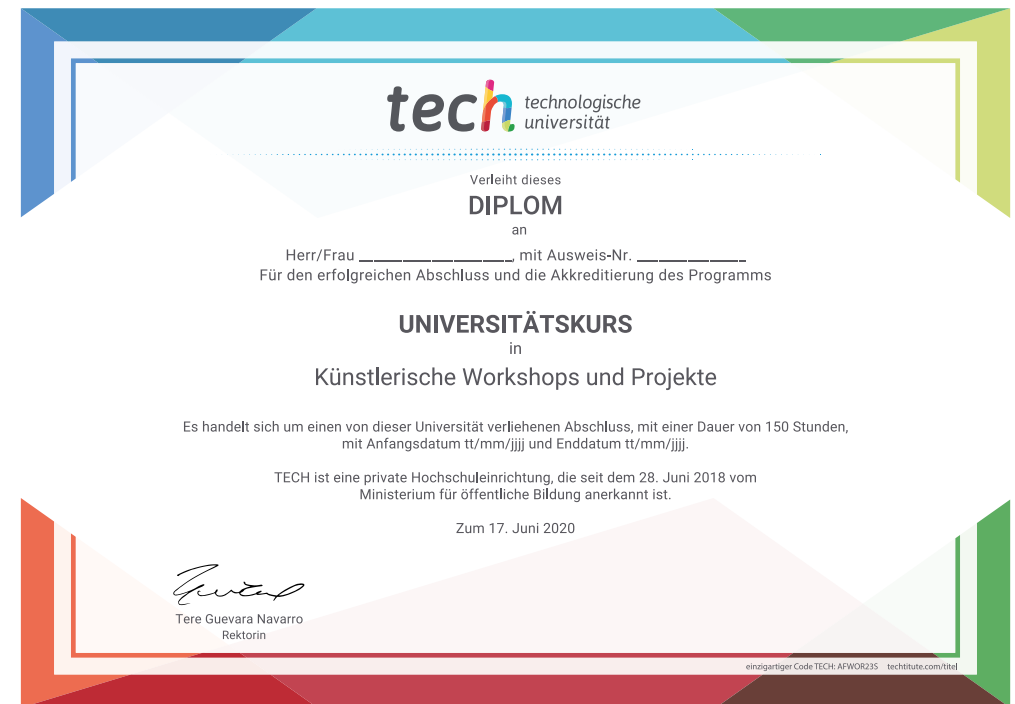 tech technologische
universität
Verleiht dieses
DIPLOM
an
Herr/Frau ____________________, mit Ausweis-Nr. ______________
Für den erfolgreichen Abschluss und die Akkreditierung des Programms
UNIVERSITÄTSKURS
in
Künstlerische Workshops und Projekte
Es handelt sich um einen von dieser Universität verliehenen Abschluss, mit einer Dauer von 150 Stunden,
mit Anfangsdatum tt/mm/jjjj und Enddatum tt/mm/jjjj.
TECH ist eine private Hochschuleinrichtung, die seit dem 28. Juni 2018 vom
Ministerium für öffentliche Bildung anerkannt ist.
Zum 17. Juni 2020
Tere Guevara Navarro
Rektorin
einzigartiger Code TECH: AFWOR23S techtitute.com/titel